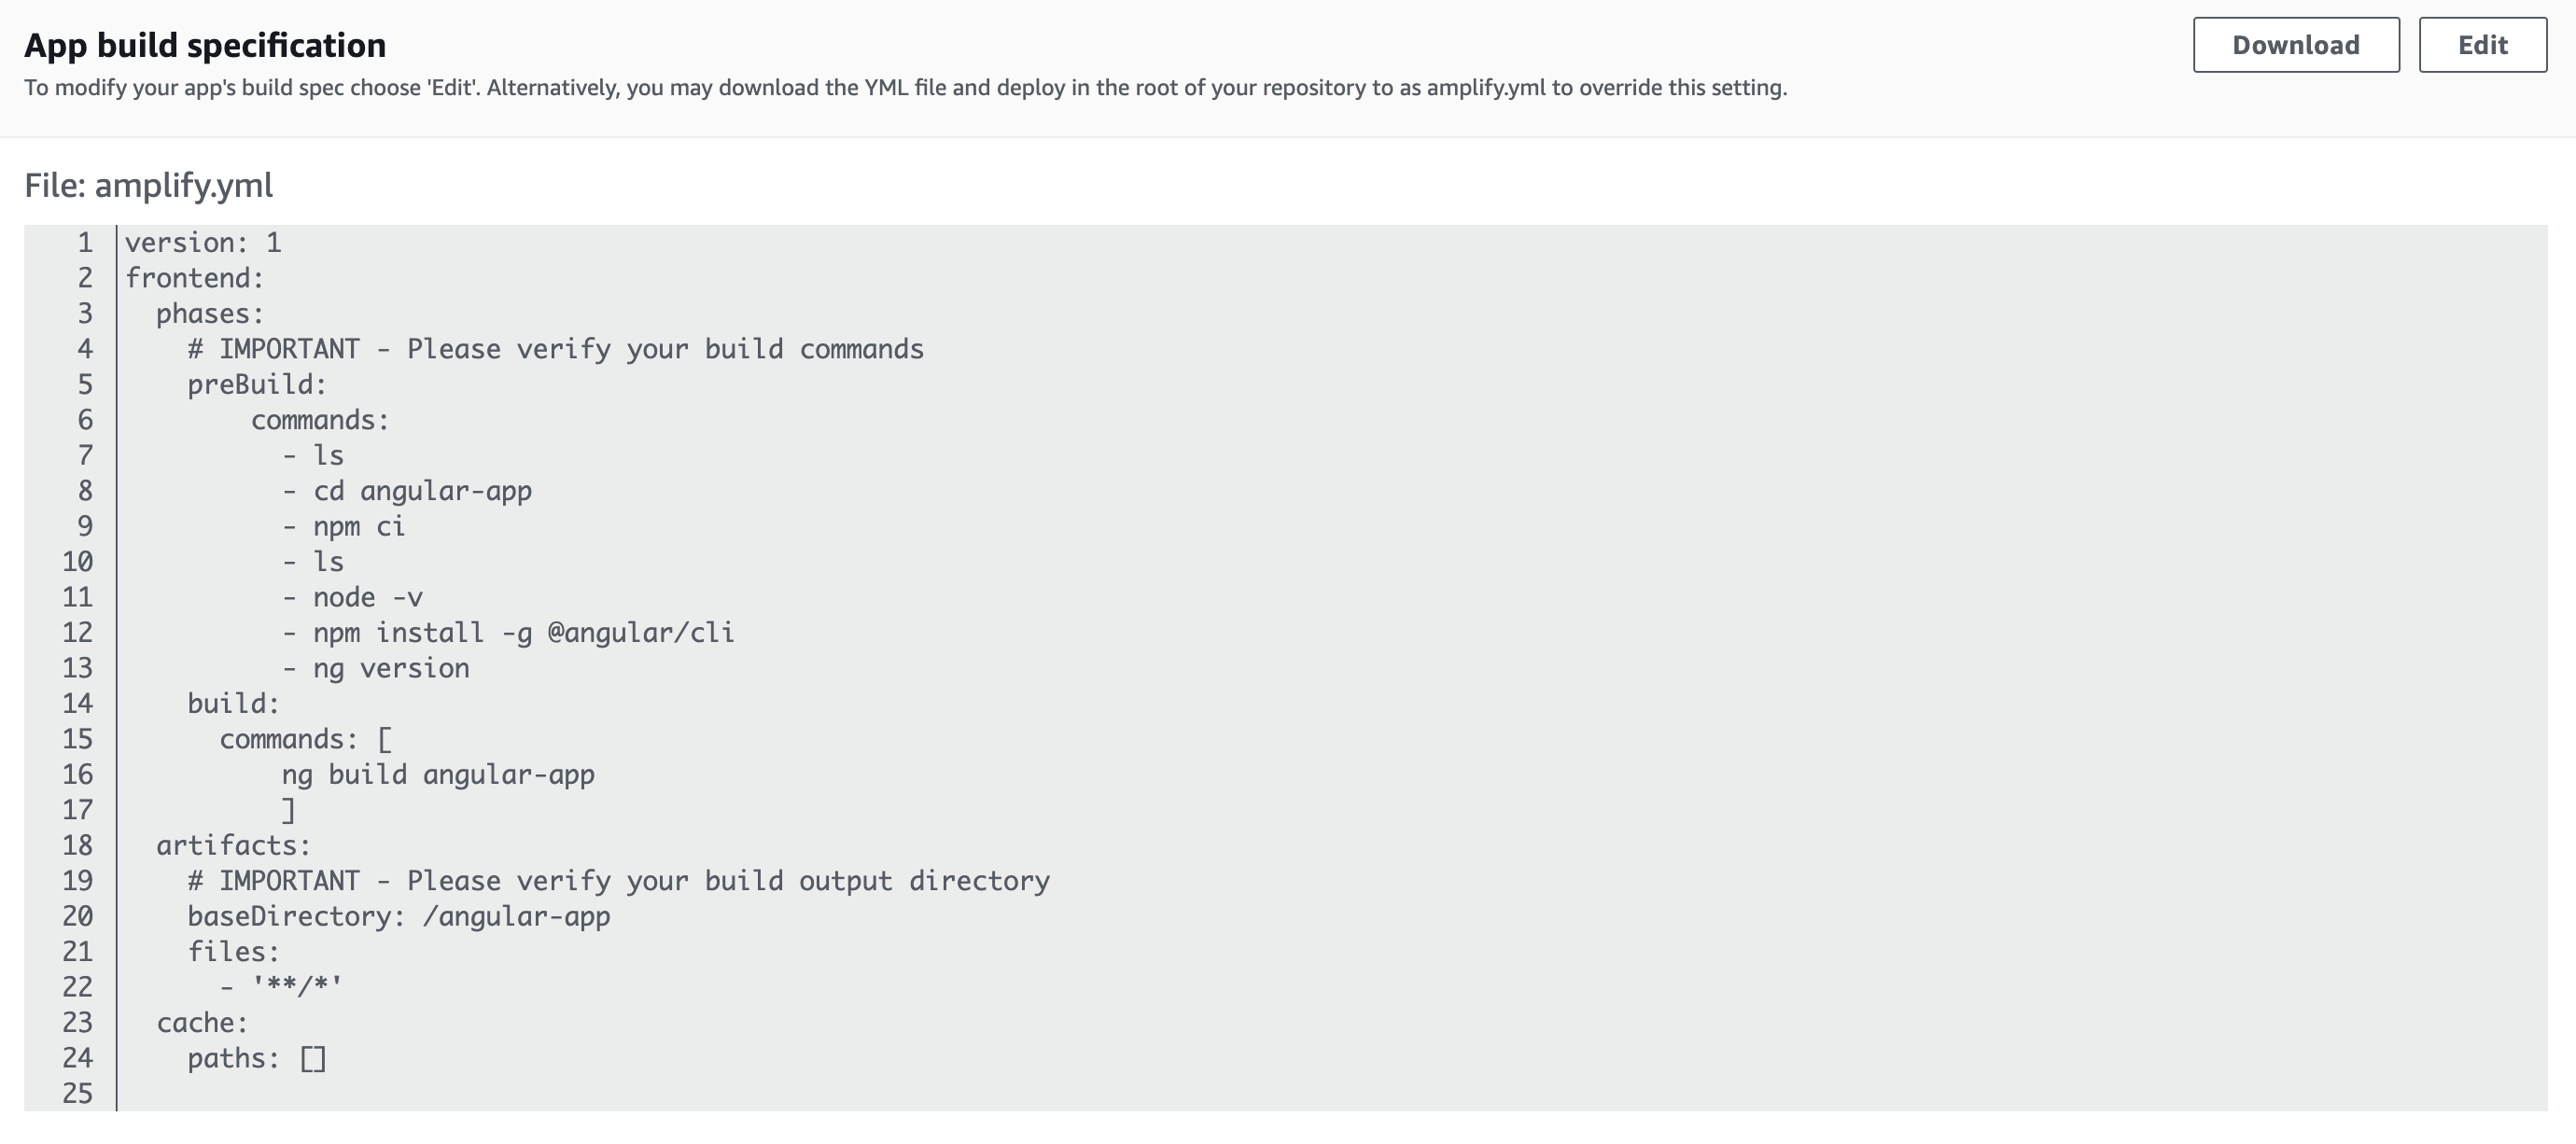 App build specification
Download
Edit
To modify your app's build spec choose 'Edit'. Alternatively, you may download the YML file and deploy in the root of your repository to as amplify.yml to override this setting.
File: amplify.yml
1 version: 1
2 frontend:
3   phases:
4     # IMPORTANT - Please verify your build commands
5     preBuild:
6         commands:
7           - ls
8           - cd angular-app
9           - npm ci
10           - ls
11           - node -v
12           - npm install -g @angular/cli
13           - ng version
14     build:
15       commands: [
16           ng build angular-app
17           ]
18   artifacts:
19     # IMPORTANT - Please verify your build output directory
20     baseDirectory: /angular-app
21     files:
22       - '**/*'
23   cache:
24     paths: []
25